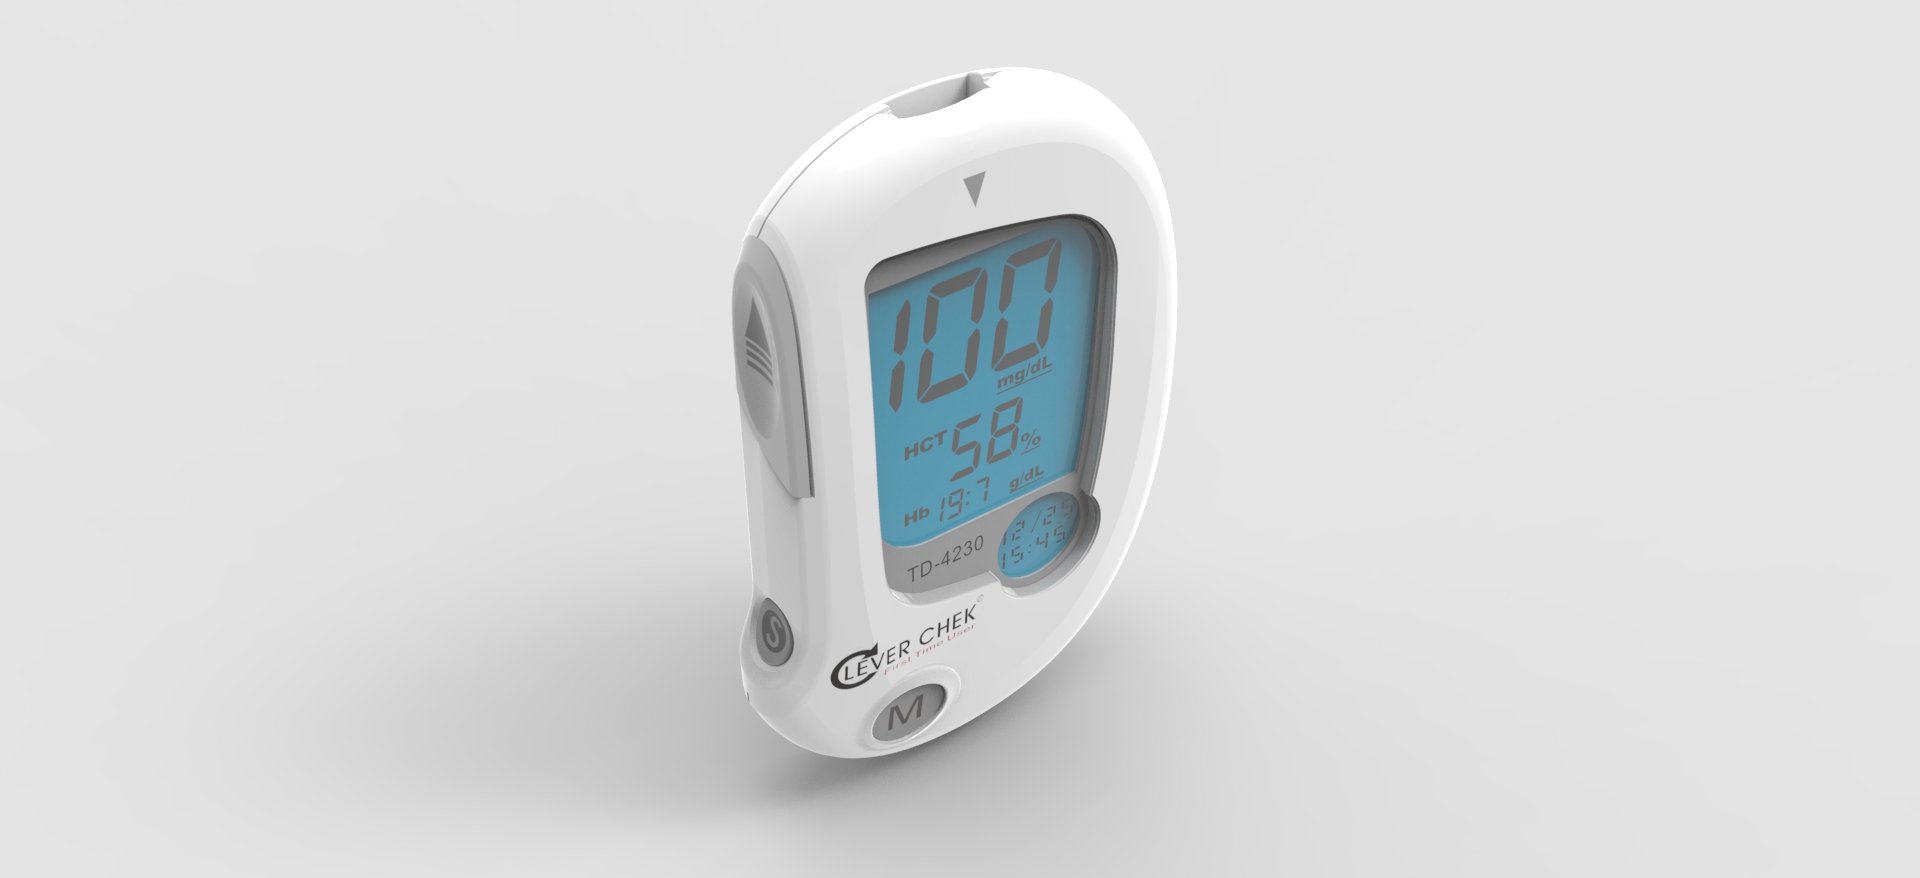 100
mg/dL
HCT 58 %
Hb 19:7 g/dL
12/25
15:45
TD-4230
CLEVER CHEK
First Time User
S
M